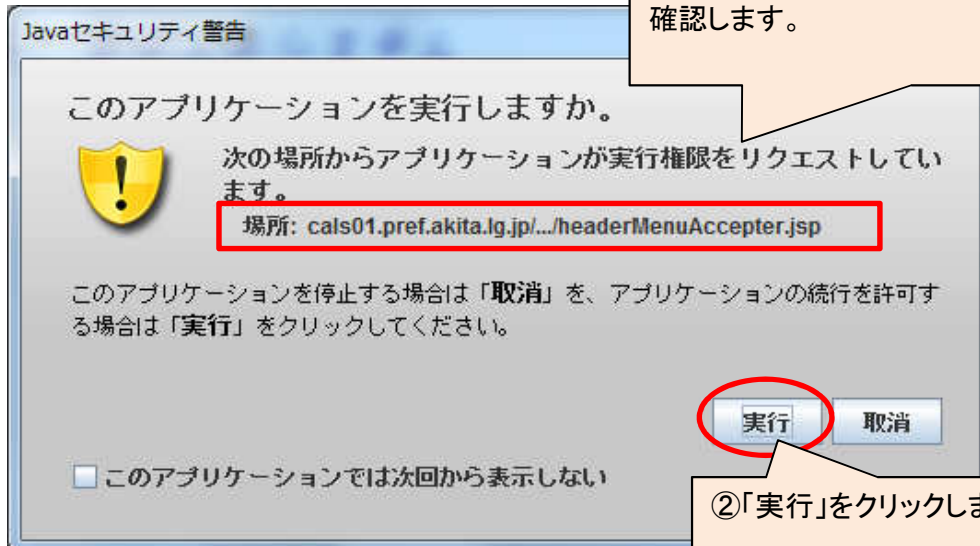 確認します。
Javaセキュリティ警告
このアプリケーションを実行しますか。
次の場所からアプリケーションが実行権限をリクエストしてい
ます。
場所: cals01.pref.akita.lg.jp/.../headerMenuAccepter.jsp
このアプリケーションを停止する場合は「取消」を、アプリケーションの続行を許可す
る場合は「実行」をクリックしてください。
実行 取消
このアプリケーションでは次回から表示しない
②「実行」をクリックしま